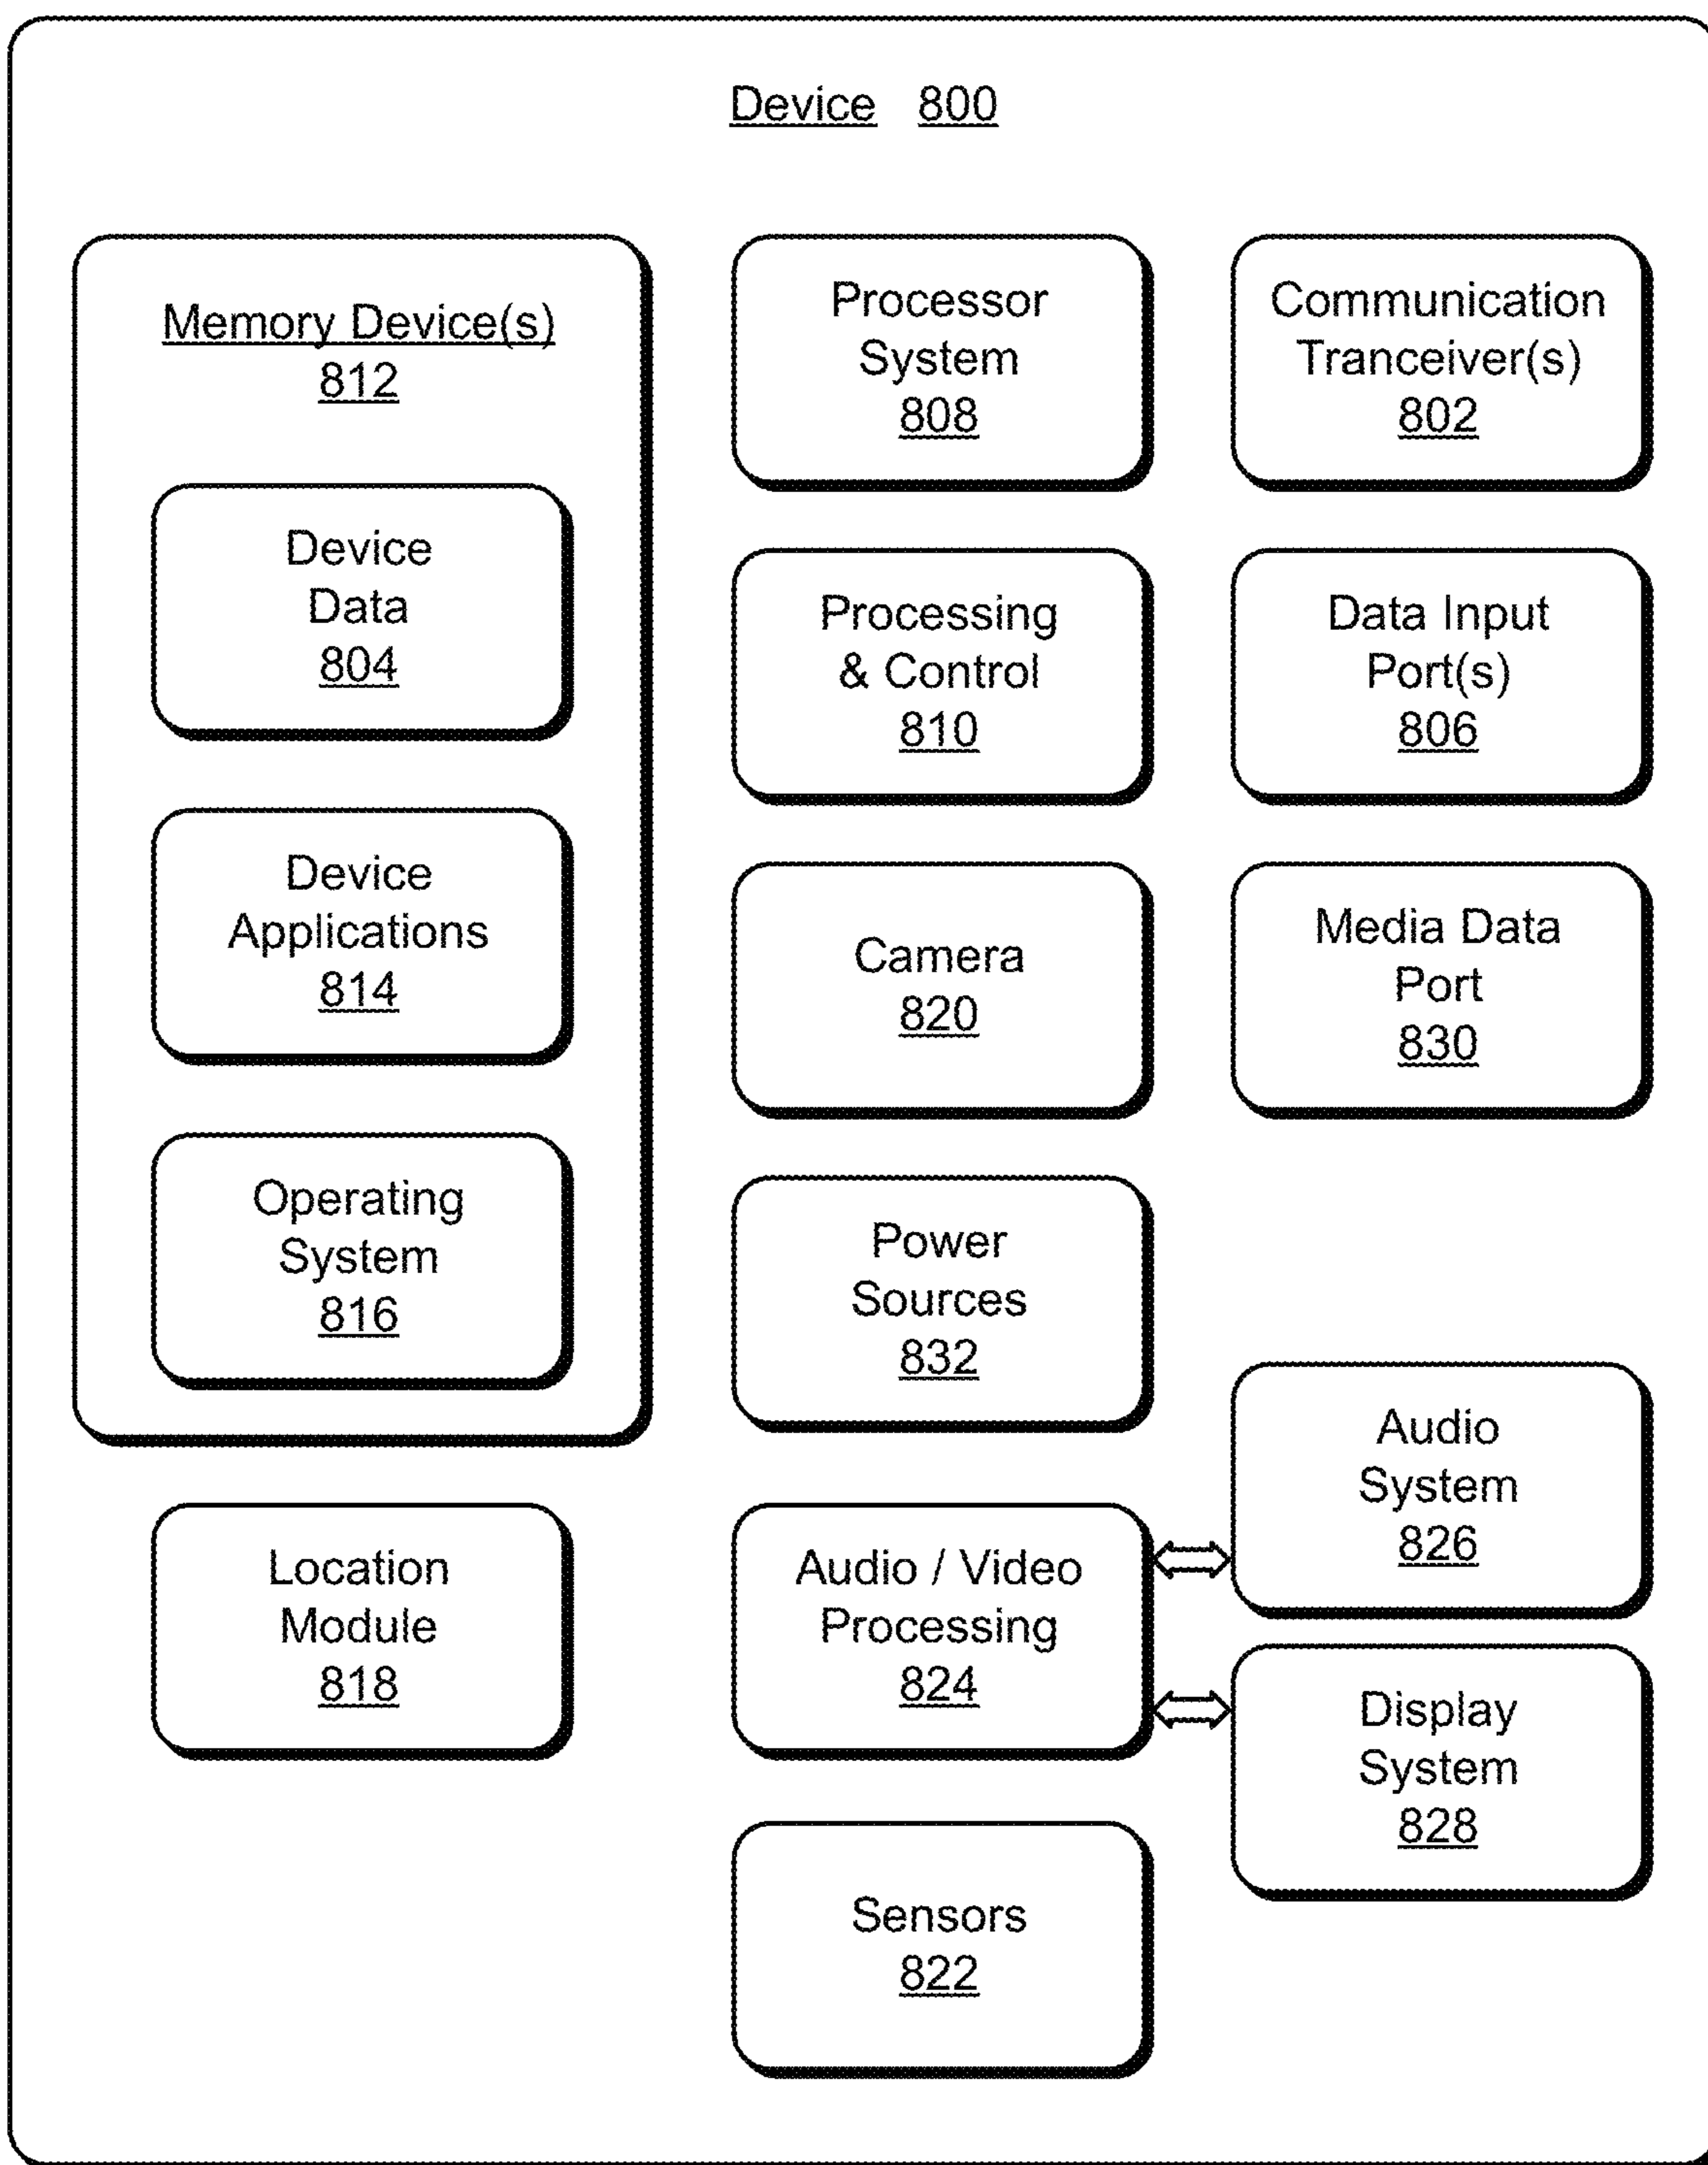 Device 800
Memory Device(s)
812
Device
Data
804
Device
Applications
814
Operating
System
816
Location
Module
818
Processor
System
808
Processing
& Control
810
Camera
820
Power
Sources
832
Audio / Video
Processing
824
Sensors
822
Communication
Tranceiver(s)
802
Data Input
Port(s)
806
Media Data
Port
830
Audio
System
826
Display
System
828